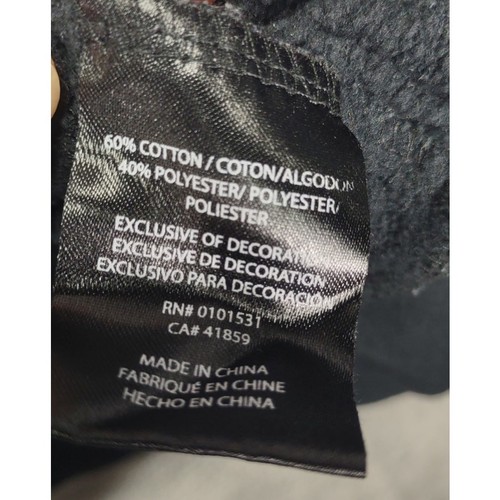 60% COTTON / COTON/ALGODON
40% POLYESTER/ POLYESTER/
POLIESTER
EXCLUSIVE OF DECORATION
EXCLUSIVE DE DECORATION
EXCLUSIVO PARA DECORACIO
RN# 0101531
CA# 41859
MADE IN CHINA
FABRIQUÉ EN CHINE
HECHO EN CHINA